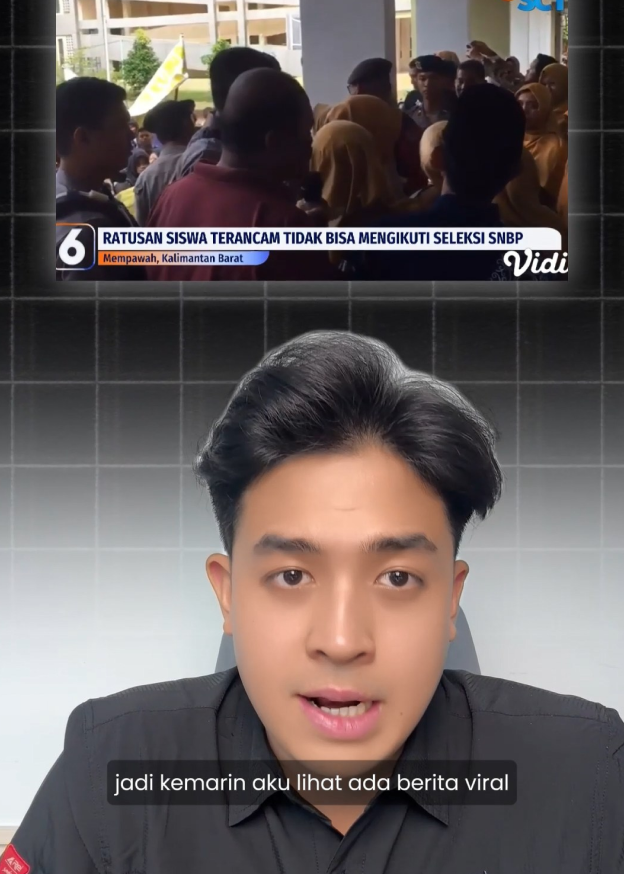 6
RATUSAN SISWA TERANCAM TIDAK BISA MENGIKUTI SELEKSI SNBP
Mempawah, Kalimantan Barat
Vidi
jadi kemarin aku lihat ada berita viral